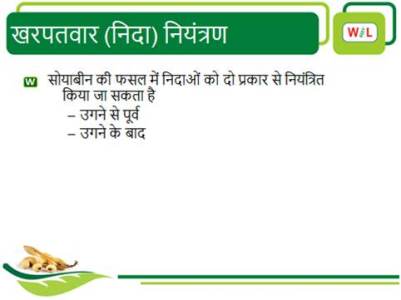 खरपतवार (निदा) नियंत्रण
WiL
W सोयाबीन की फसल में निदाओं को दो प्रकार से नियंत्रित
किया जा सकता है
– उगने से पूर्व
– उगने के बाद